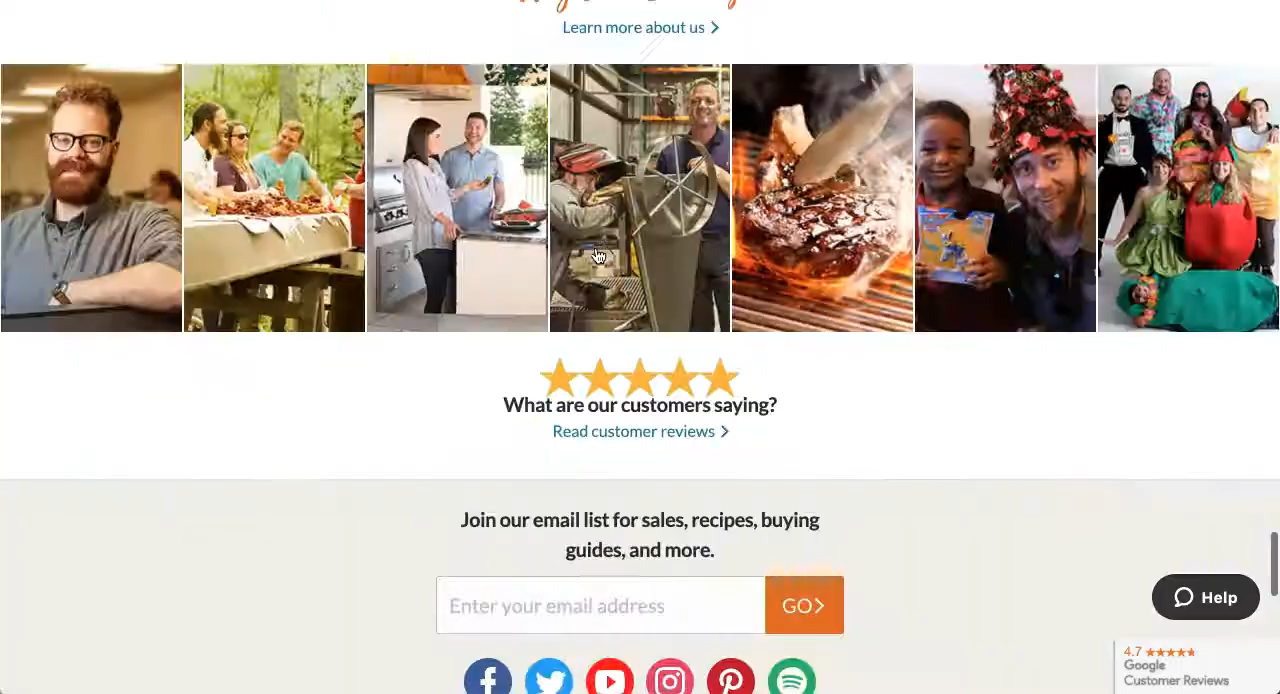 Learn more about us >
What are our customers saying?
Read customer reviews >
Join our email list for sales, recipes, buying
guides, and more.
Enter your email address
GO>
Help
4.7
Google
Customer Reviews